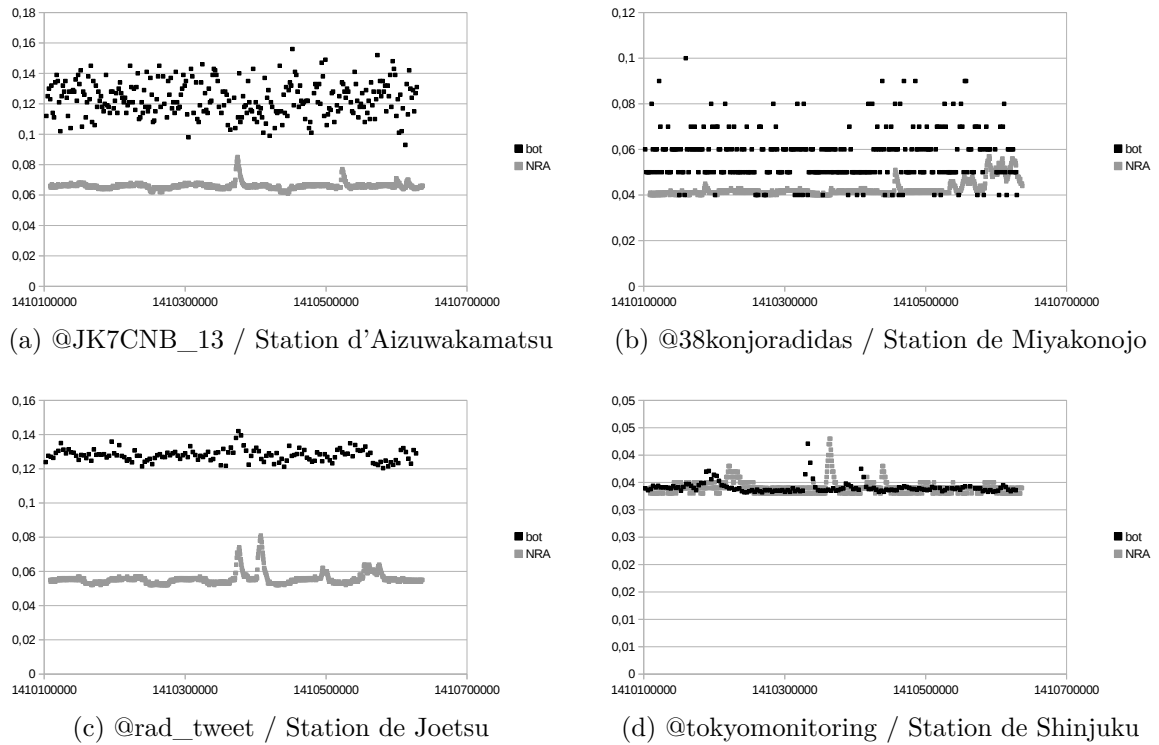 0,18
0,16
0,14
0,12
0,1
0,08
0,06
0,04
0,02
0
1410100000 1410300000 1410500000 1410700000
bot
NRA
(a) @JK7CNB_13 / Station d'Aizuwakamatsu
0,12
0,1
0,08
0,06
0,04
0,02
0
1410100000 1410300000 1410500000 1410700000
bot
NRA
(b) @38konjoradidas / Station de Miyakonojo
0,16
0,14
0,12
0,1
0,08
0,06
0,04
0,02
0
1410100000 1410300000 1410500000 1410700000
bot
NRA
(c) @rad_tweet / Station de Joetsu
0,05
0,05
0,04
0,04
0,03
0,03
0,02
0,02
0,01
0,01
0
1410100000 1410300000 1410500000 1410700000
bot
NRA
(d) @tokyomonitoring / Station de Shinjuku